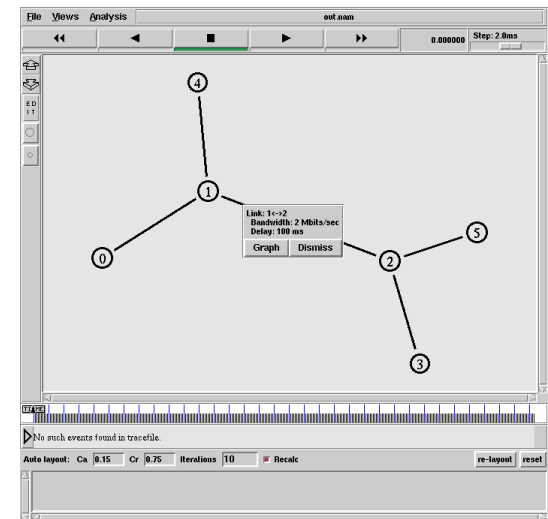 File Views Analysis out.nam
0.000000 Step: 2.0ms
ED
IT
4
1
Link: 1<->2
Bandwidth: 2 Mbits/sec
Delay: 100 ms
Graph Dismiss
5
0
2
3
TIME
No such events found in tracefile.
Auto layout: Ca 0.15 Cr 0.75 Iterations 10 Recalc re-layout reset